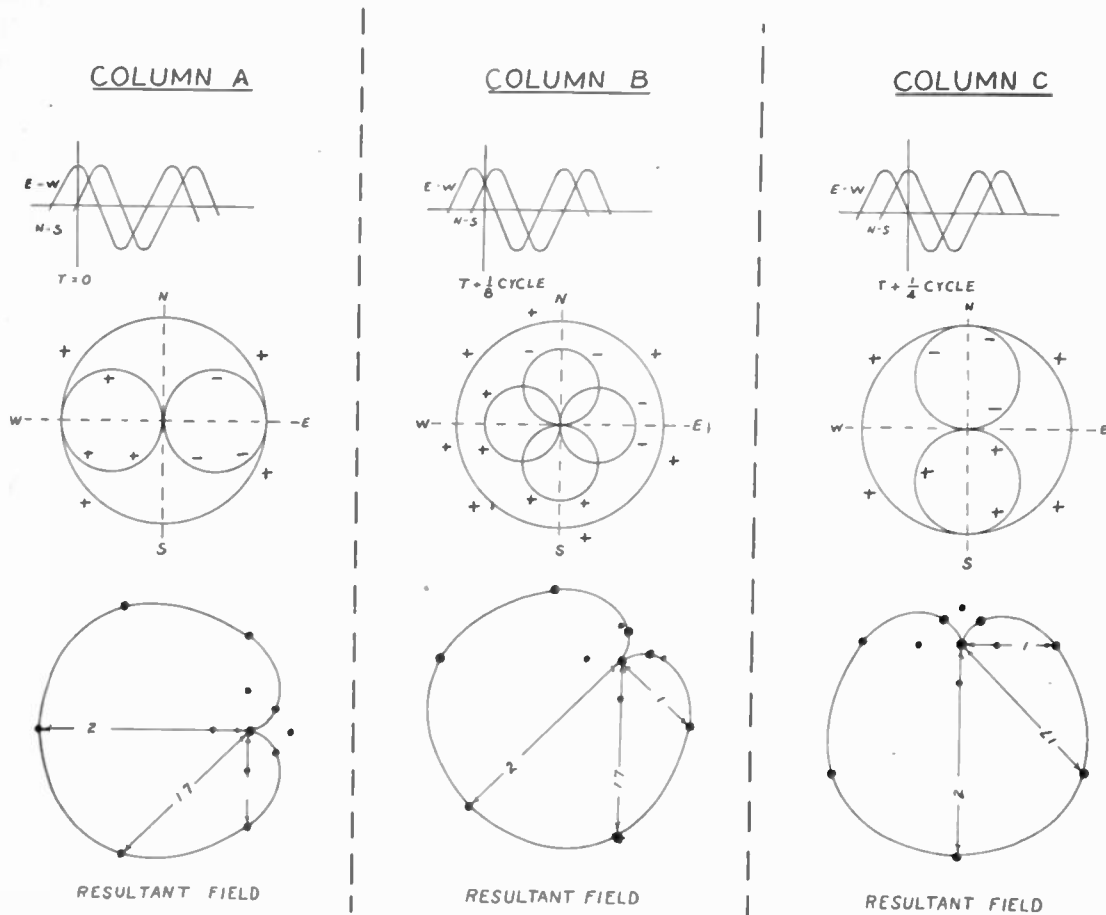 COLUMN A
E-W
N-S
T=0
N
+ +
+ -
W E
+ + - -
+ +
S
2
1.7
RESULTANT FIELD
COLUMN B
E-W
N-S
T + 1/8 CYCLE
N
+
+ - - +
+ -
W E
+ + - +
+ + + +
S
2
1
1.7
RESULTANT FIELD
COLUMN C
E-W
N-S
T + 1/4 CYCLE
N
+ - - +
-
W E
+ +
+ + +
S
1
1.7
2
RESULTANT FIELD